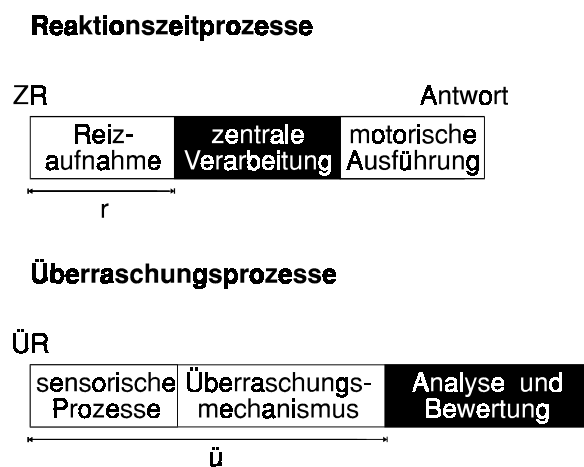 Reaktionszeitprozesse
ZR Antwort
Reiz- zentrale motorische
aufnahme Verarbeitung Ausführung
r
Überraschungsprozesse
ÜR
sensorische Überraschungs- Analyse und
Prozesse mechanismus Bewertung
ü